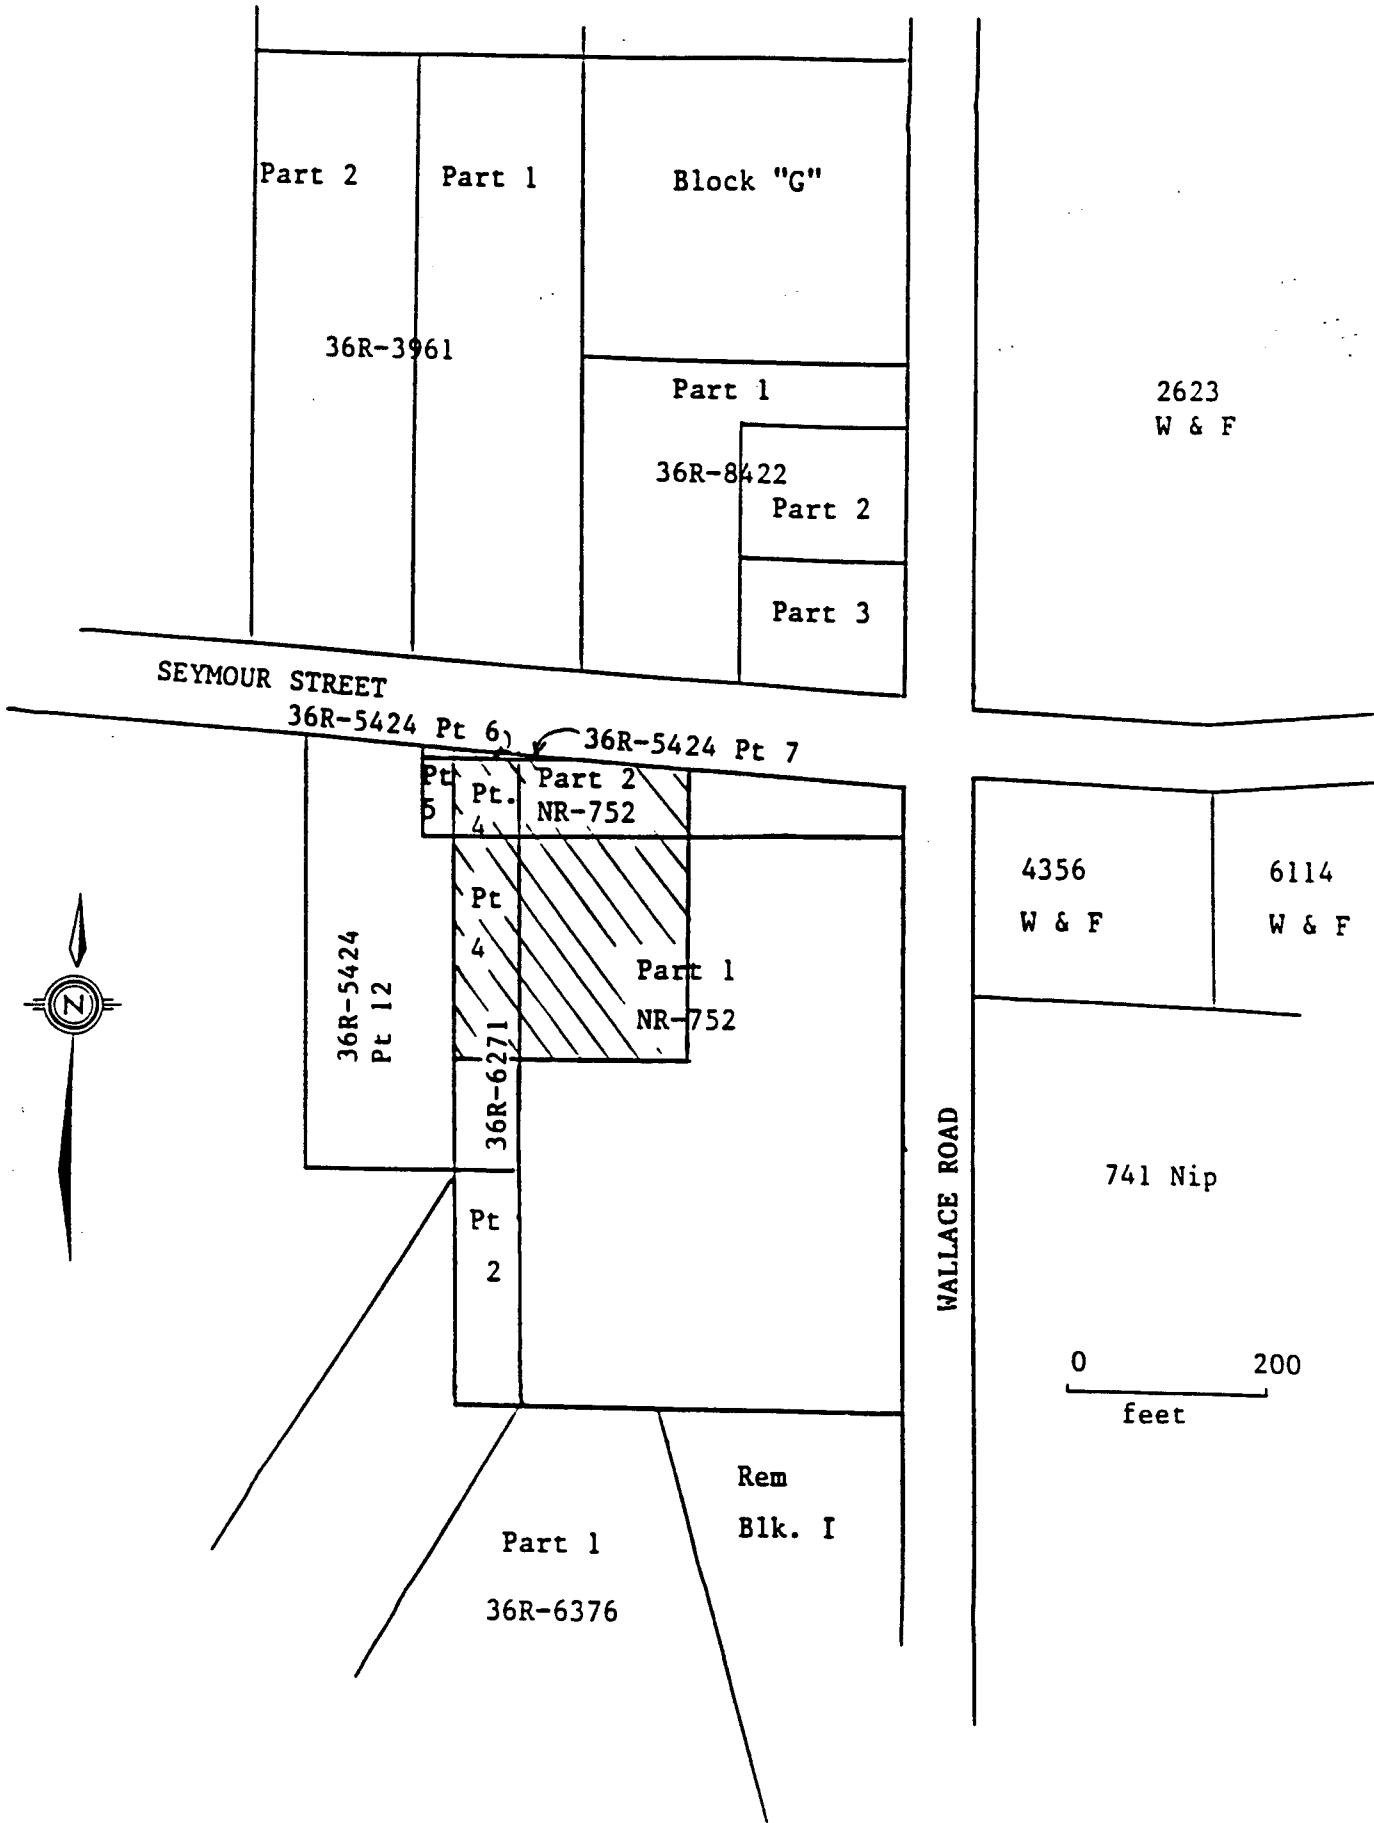 Part 2
Part 1
Block "G"
36R-3961
Part 1
2623
W & F
36R-8422
Part 2
Part 3
SEYMOUR STREET
36R-5424 Pt 6
36R-5424 Pt 7
Pt
5
Pt.
4
Part 2
NR-752
4356
W & F
6114
W & F
Pt
4
Part 1
NR-752
36R-5424
Pt 12
N
36R-6271
WALLACE ROAD
741 Nip
Pt
2
0 200
feet
Rem
Blk. I
Part 1
36R-6376